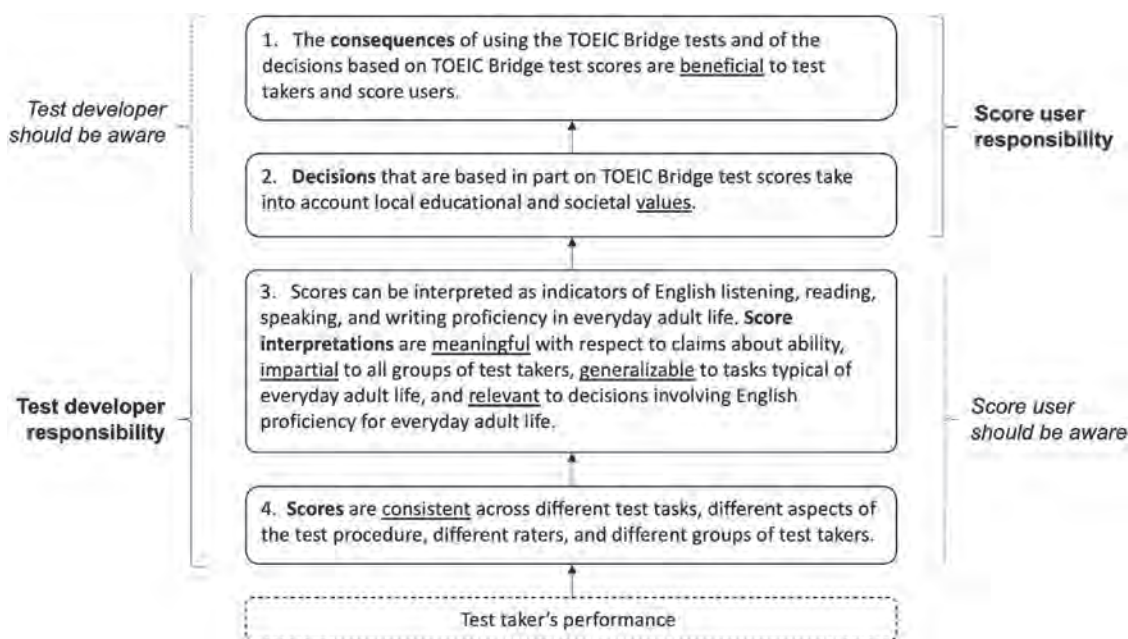 1. The consequences of using the TOEIC Bridge tests and of the
decisions based on TOEIC Bridge test scores are beneficial to test
takers and score users.
Test developer
should be aware
Score user
responsibility
2. Decisions that are based in part on TOEIC Bridge test scores take
into account local educational and societal values.
3. Scores can be interpreted as indicators of English listening, reading,
speaking, and writing proficiency in everyday adult life. Score
interpretations are meaningful with respect to claims about ability,
impartial to all groups of test takers, generalizable to tasks typical of
everyday adult life, and relevant to decisions involving English
proficiency for everyday adult life.
Test developer
responsibility
Score user
should be aware
4. Scores are consistent across different test tasks, different aspects of
the test procedure, different raters, and different groups of test takers.
Test taker's performance